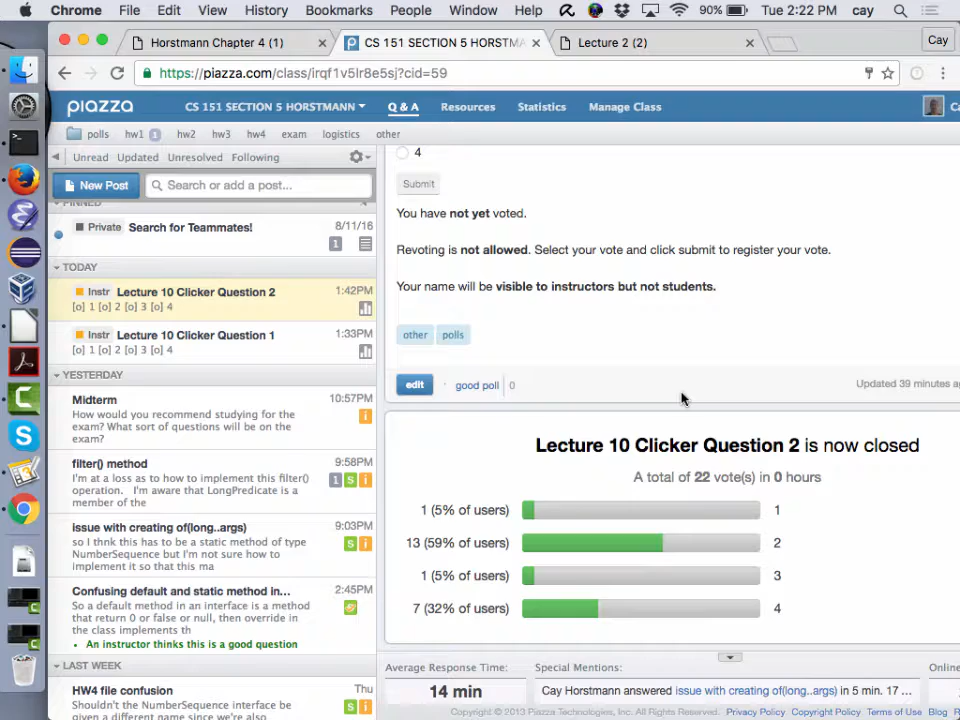 Chrome File Edit View History Bookmarks People Window Help 90% Tue 2:22 PM cay
Horstmann Chapter 4 (1) CS 151 SECTION 5 HORSTMA Lecture 2 (2) Cay
https://piazza.com/class/irqf1v5lr8e5sj?cid=59
piazza CS 151 SECTION 5 HORSTMANN Q & A Resources Statistics Manage Class Ca
polls hw1 1 hw2 hw3 hw4 exam logistics other
Unread Updated Unresolved Following
New Post Search or add a post...
PINNED
Private Search for Teammates! 8/11/16
1
TODAY
Instr Lecture 10 Clicker Question 2 1:42PM
[o] 1 [o] 2 [o] 3 [o] 4
Instr Lecture 10 Clicker Question 1 1:33PM
[o] 1 [o] 2 [o] 3 [o] 4
YESTERDAY
Midterm 10:57PM
How would you recommend studying for the
exam? What sort of questions will be on the
exam?
i
filter() method 9:58PM
I'm at a loss as to how to implement this filter()
operation. I'm aware that LongPredicate is a
member of the
1 S i
issue with creating of(long..args) 9:03PM
so I thnk this has to be a static method of type
NumberSequence but I'm not sure how to
implement it so that this ma
S i
Confusing default and static method in... 2:45PM
So a default method in an interface is a method
that return 0 or false or null, then override in
the class implements th
• An instructor thinks this is a good question
LAST WEEK
HW4 file confusion Thu
Shouldn't the NumberSequence interface be
given a different name since we're also
S i
4
Submit
You have not yet voted.
Revoting is not allowed. Select your vote and click submit to register your vote.
Your name will be visible to instructors but not students.
other polls
edit · good poll 0 Updated 39 minutes ag
Lecture 10 Clicker Question 2 is now closed
A total of 22 vote(s) in 0 hours
1 (5% of users) 1
13 (59% of users) 2
1 (5% of users) 3
7 (32% of users) 4
Average Response Time: Special Mentions: Online
14 min Cay Horstmann answered issue with creating of(long..args) in 5 min. 17 ...
Copyright © 2013 Piazza Technologies, Inc. All Rights Reserved. Privacy Policy Copyright Policy Terms of Use Blog R